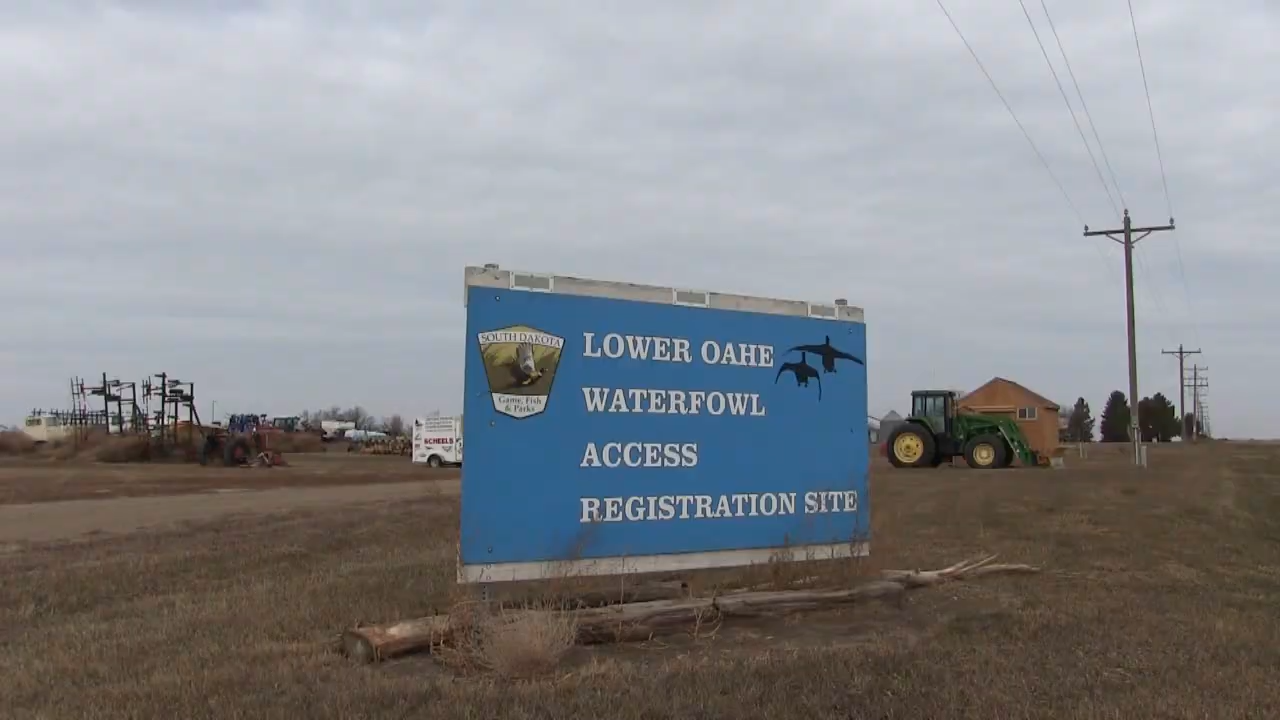 SOUTH DAKOTA
Game, Fish
& Parks
LOWER OAHE
WATERFOWL
ACCESS
REGISTRATION SITE
SCHEELS